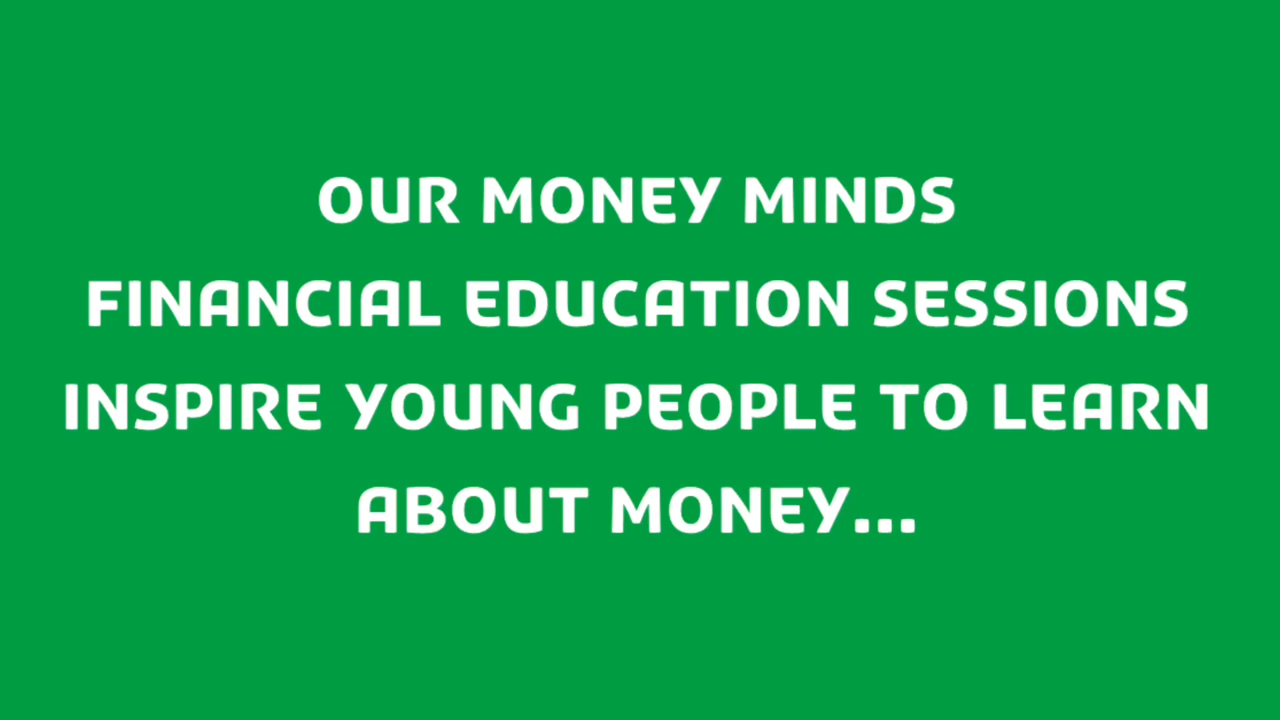 OUR MONEY MINDS
FINANCIAL EDUCATION SESSIONS
INSPIRE YOUNG PEOPLE TO LEARN
ABOUT MONEY...